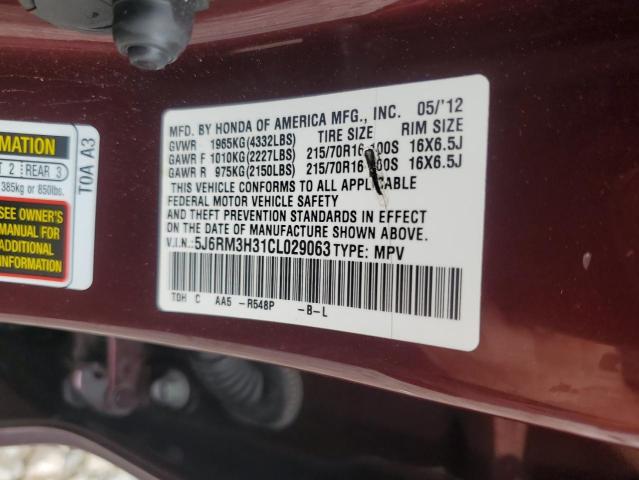 MFD. BY HONDA OF AMERICA MFG., INC. 05/'12
TIRE SIZE RIM SIZE
GVWR 1965KG(4332LBS)
GAWR F 1010KG(2227LBS) 215/70R16 100S 16X6.5J
GAWR R 975KG(2150LBS) 215/70R16 100S 16X6.5J
THIS VEHICLE CONFORMS TO ALL APPLICABLE
FEDERAL MOTOR VEHICLE SAFETY
AND THEFT PREVENTION STANDARDS IN EFFECT
ON THE DATE OF MANUFACTURE SHOWN ABOVE.
V.I.N.:5J6RM3H31CL029063 TYPE: MPV
TDH C AA5 -R548P -B-L
T0A A3
MATION
T 2 REAR 3
385kg or 850lbs.
SEE OWNER'S
MANUAL FOR
ADDITIONAL
INFORMATION